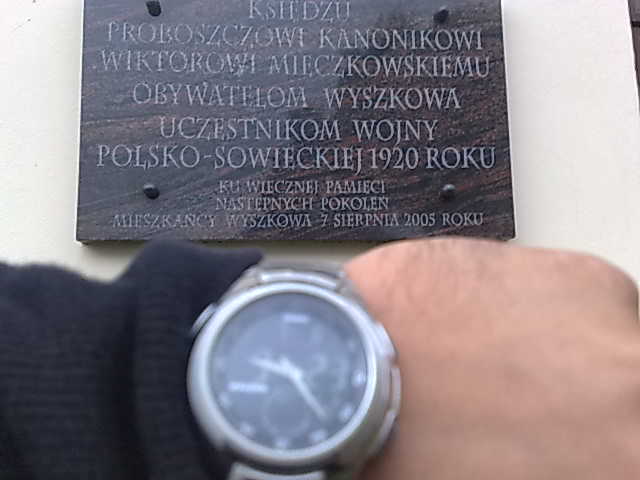 KSIĘDZU
PROBOSZCZOWI KANONIKOWI
WIKTOROWI MIECZKOWSKIEMU
OBYWATELOM WYSZKOWA
UCZESTNIKOM WOJNY
POLSKO-SOWIECKIEJ 1920 ROKU
KU WIECZNEJ PAMIĘCI
NASTĘPNYCH POKOLEŃ
MIESZKAŃCY WYSZKOWA 7 SIERPNIA 2005 ROKU